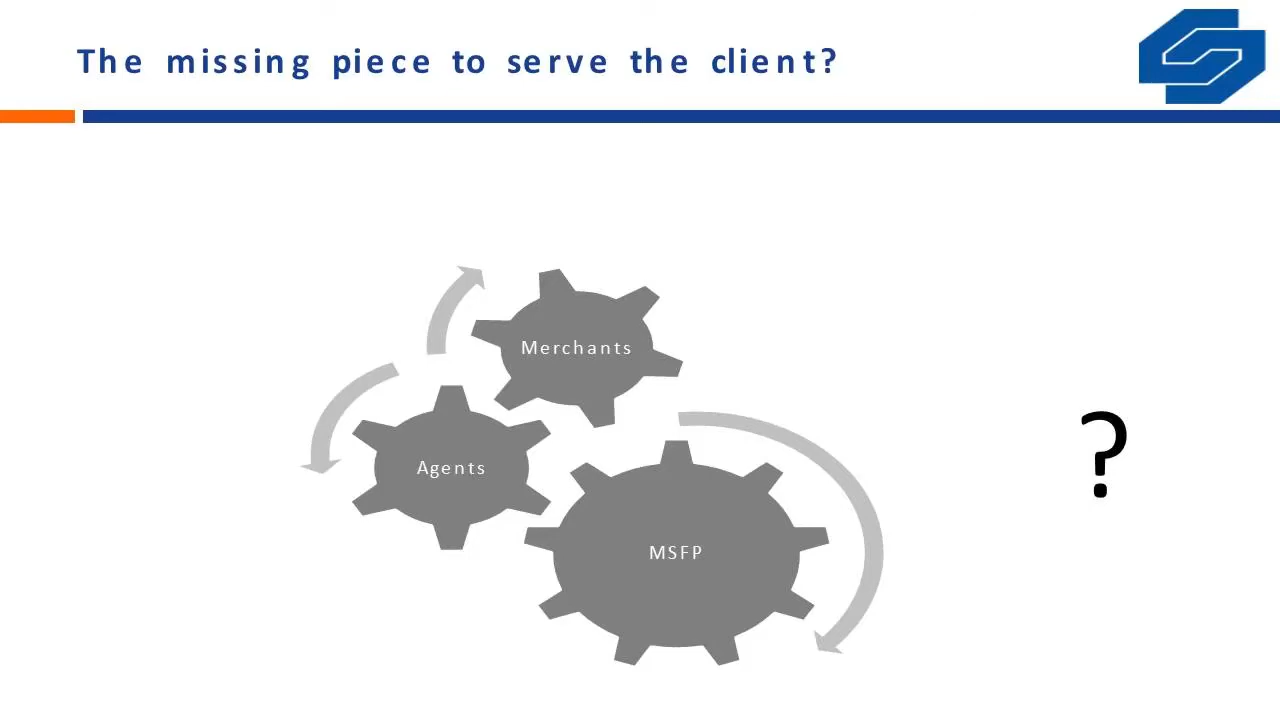 The missing piece to serve the client?
Merchants
Agents
MSFP
?